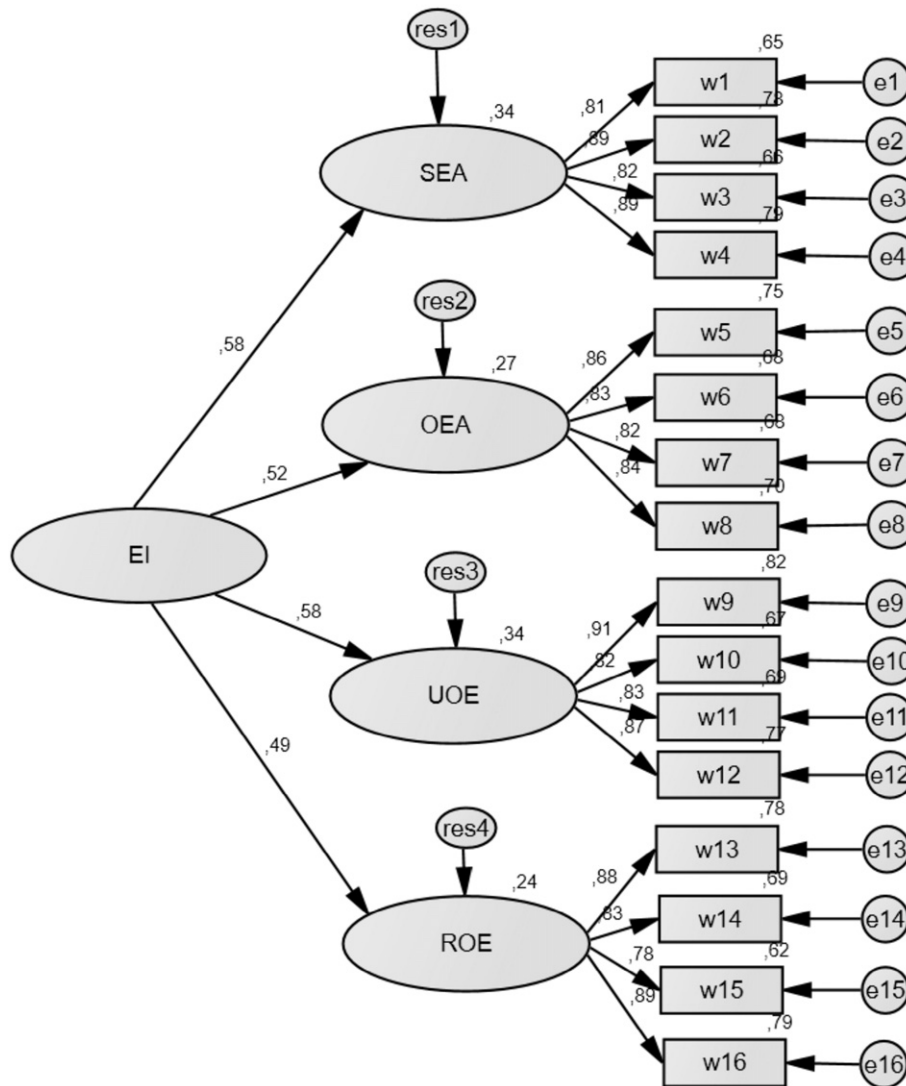 res1
,65
w1
e1
,34
,81
,78
w2
e2
,89
SEA
,66
w3
e3
,82
,79
w4
e4
,89
res2
,75
w5
e5
,58
,27
,86
,68
w6
e6
,83
OEA
,68
w7
e7
,82
,70
w8
e8
,84
,52
EI
res3
,82
w9
e9
,58
,34
,91
,67
w10
e10
,82
UOE
,69
w11
e11
,83
,77
w12
e12
,87
,49
res4
,78
w13
e13
,24
,88
,69
w14
e14
,83
ROE
,62
w15
e15
,78
,79
w16
e16
,89